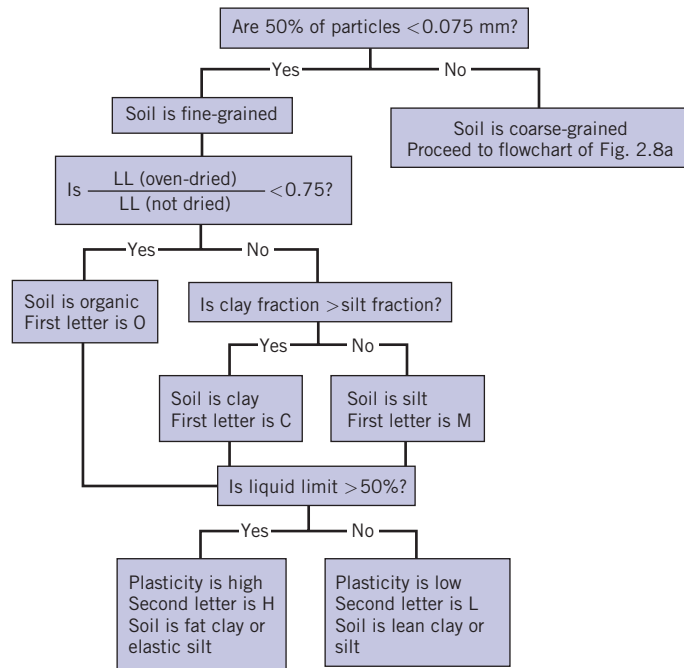 Are 50% of particles <0.075 mm?
Yes
No
Soil is fine-grained
Soil is coarse-grained
Proceed to flowchart of Fig. 2.8a
Is LL (oven-dried) <0.75?
LL (not dried)
Yes
No
Soil is organic
First letter is O
Is clay fraction >silt fraction?
Yes
No
Soil is clay
First letter is C
Soil is silt
First letter is M
Is liquid limit >50%?
Yes
No
Plasticity is high
Second letter is H
Soil is fat clay or
elastic silt
Plasticity is low
Second letter is L
Soil is lean clay or
silt